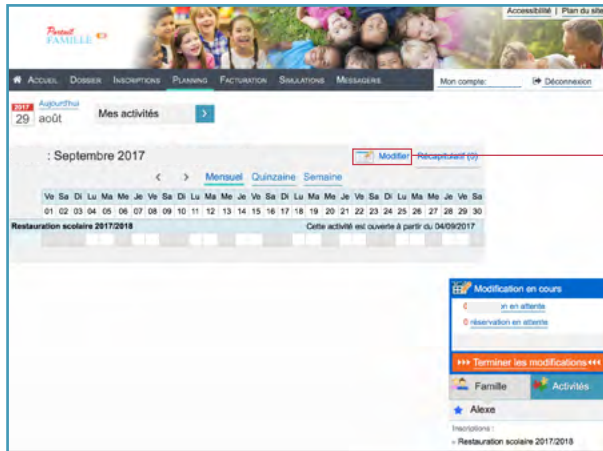 Accessibilité | Plan du site
Portail
FAMILLE
Accueil Dossier Inscriptions Planning Facturation Simulations Messagerie Mon compte: Déconnexion
2017 Aujourd'hui
29 août Mes activités >
: Septembre 2017 Modifier Récapitulatif (0)
< > Mensuel Quinzaine Semaine
Ve Sa Di Lu Ma Me Je Ve Sa Di Lu Ma Me Je Ve Sa Di Lu Ma Me Je Ve Sa Di Lu Ma Me Je Ve Sa
01 02 03 04 05 06 07 08 09 10 11 12 13 14 15 16 17 18 19 20 21 22 23 24 25 26 27 28 29 30
Restauration scolaire 2017/2018 Cette activité est ouverte à partir du 04/09/2017
Modification en cours
on en attente
0 réservation en attente
Terminer les modifications
Famille Activités
Alexe
Inscriptions :
Restauration scolaire 2017/2018